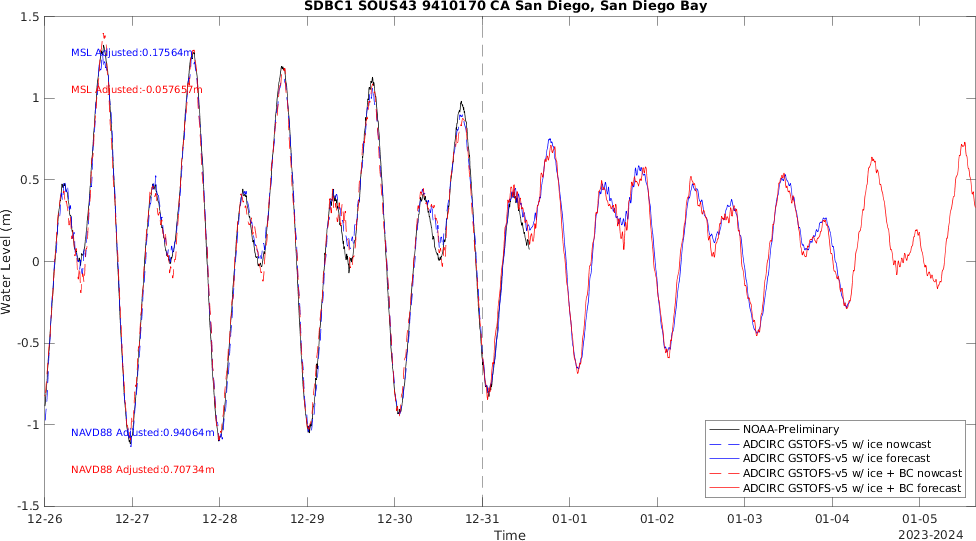 SDBC1 SOUS43 9410170 CA San Diego, San Diego Bay
1.5
MSL Adjusted:0.17564m
MSL Adjusted:-0.057657m
1
0.5
Water Level (m)
0
-0.5
-1
NAVD88 Adjusted:0.94064m
NAVD88 Adjusted:0.70734m
NOAA-Preliminary
ADCIRC GSTOFS-v5 w/ ice nowcast
ADCIRC GSTOFS-v5 w/ ice forecast
ADCIRC GSTOFS-v5 w/ ice + BC nowcast
ADCIRC GSTOFS-v5 w/ ice + BC forecast
-1.5
12-26 12-27 12-28 12-29 12-30 12-31 01-01 01-02 01-03 01-04 01-05
Time
2023-2024